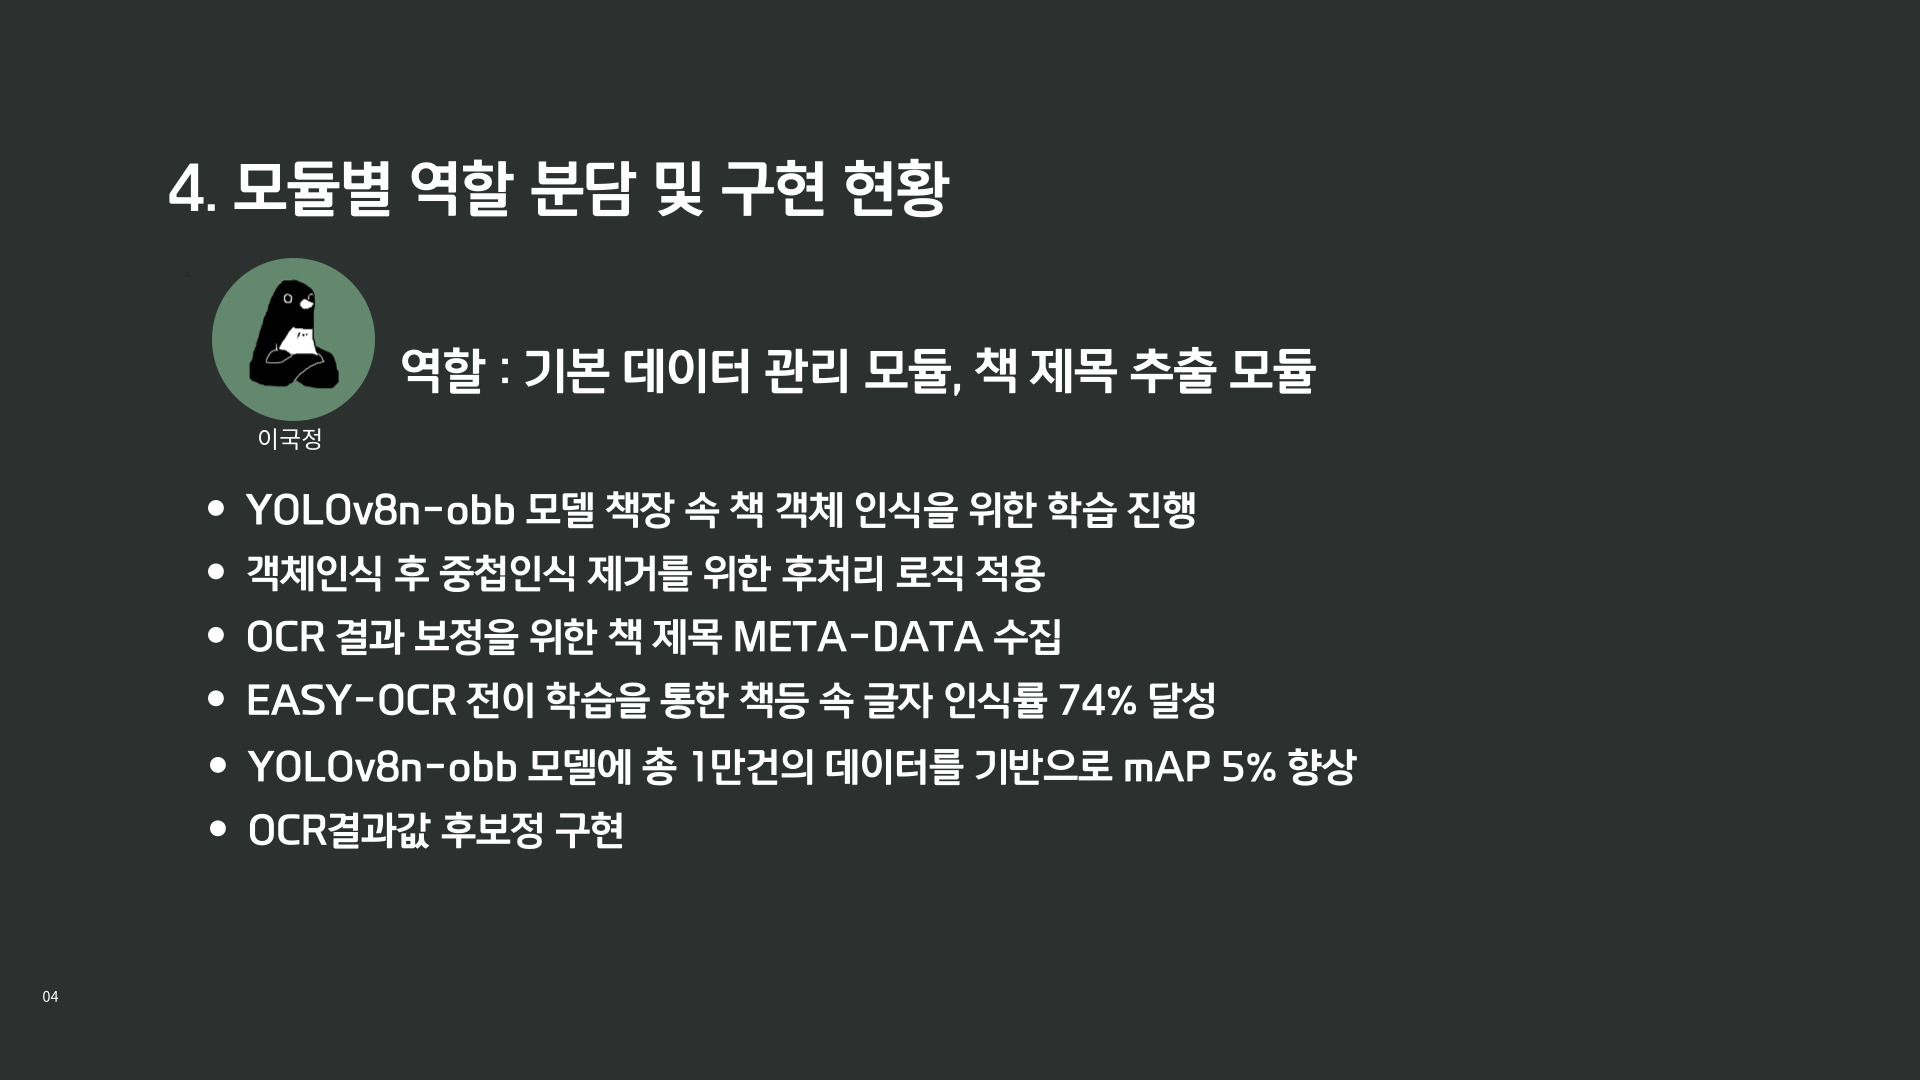 4. 모듈별 역할 분담 및 구현 현황
역할 : 기본 데이터 관리 모듈, 책 제목 추출 모듈
이국정
• YOLOv8n-obb 모델 책장 속 책 객체 인식을 위한 학습 진행
• 객체인식 후 중첩인식 제거를 위한 후처리 로직 적용
• OCR 결과 보정을 위한 책 제목 META-DATA 수집
• EASY-OCR 전이 학습을 통한 책등 속 글자 인식률 74% 달성
• YOLOv8n-obb 모델에 총 1만건의 데이터를 기반으로 mAP 5% 향상
• OCR결과값 후보정 구현
04